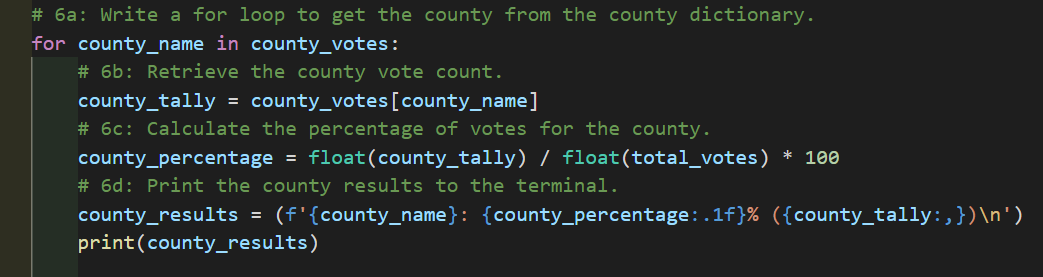 # 6a: Write a for loop to get the county from the county dictionary.
for county_name in county_votes:
    # 6b: Retrieve the county vote count.
    county_tally = county_votes[county_name]
    # 6c: Calculate the percentage of votes for the county.
    county_percentage = float(county_tally) / float(total_votes) * 100
    # 6d: Print the county results to the terminal.
    county_results = (f'{county_name}: {county_percentage:.1f}% ({county_tally:,})\n')
    print(county_results)